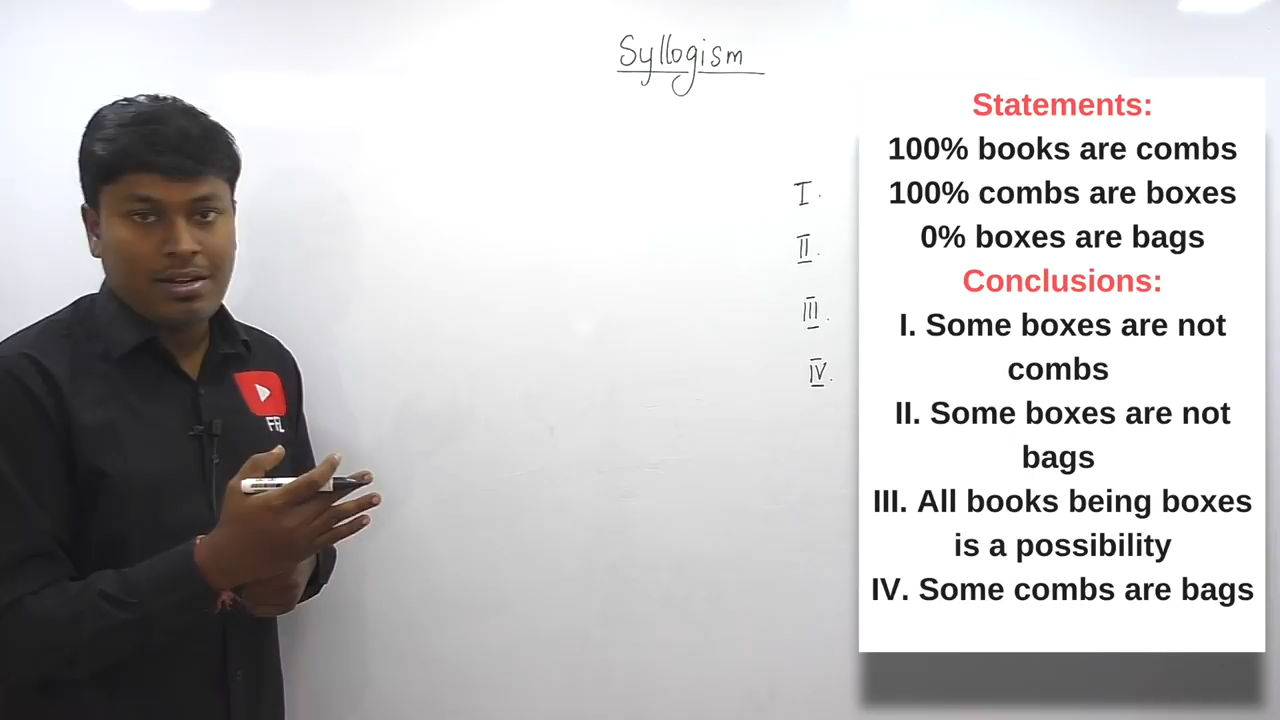 Syllogism
Statements:
100% books are combs
I. 100% combs are boxes
II. 0% boxes are bags
Conclusions:
III.
I. Some boxes are not
combs
IV.
II. Some boxes are not
bags
III. All books being boxes
is a possibility
IV. Some combs are bags
FFL